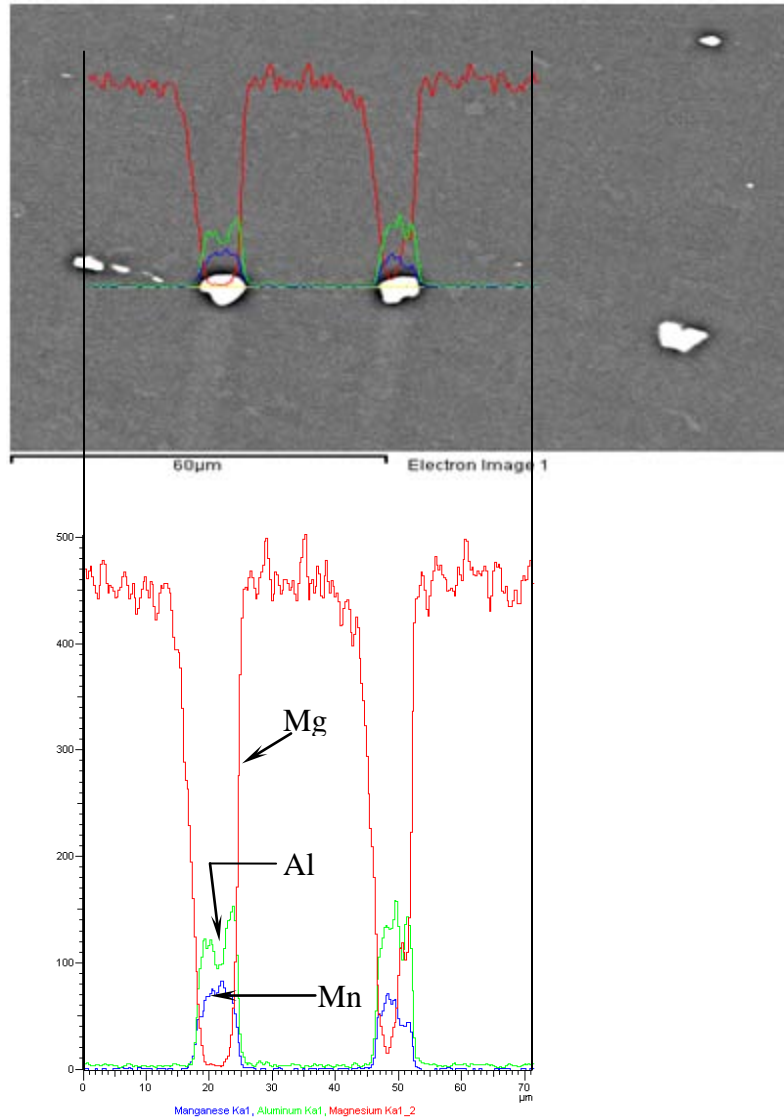 60µm Electron Image 1
500
400
Mg
300
200
Al
100
Mn
0
0 10 20 30 40 50 60 70
µm
Manganese Ka1, Aluminum Ka1, Magnesium Ka1_2